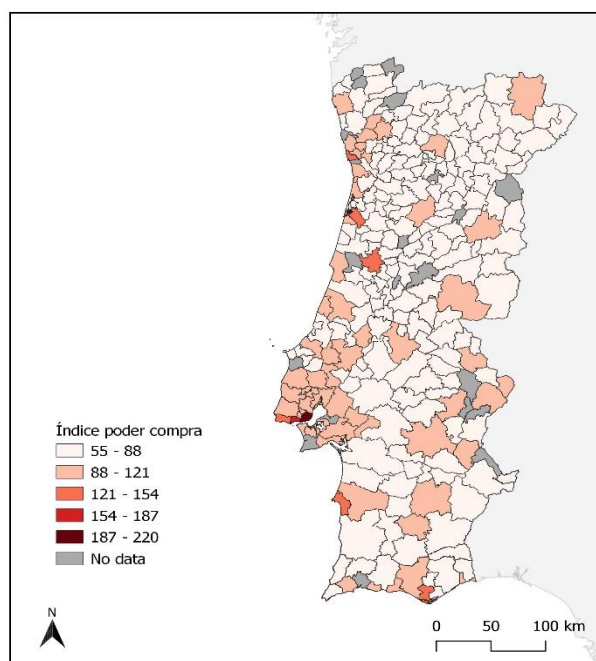 Índice poder compra
55 - 88
88 - 121
121 - 154
154 - 187
187 - 220
No data
N
0 50 100 km